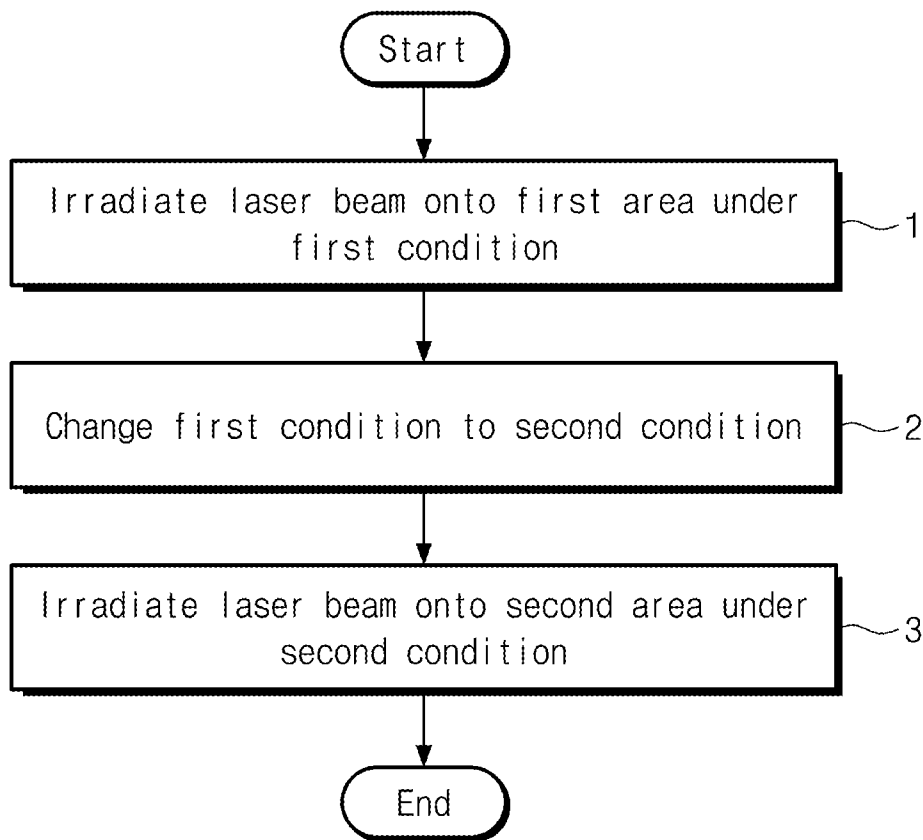 Start
Irradiate laser beam onto first area under
first condition
1
Change first condition to second condition
2
Irradiate laser beam onto second area under
second condition
3
End